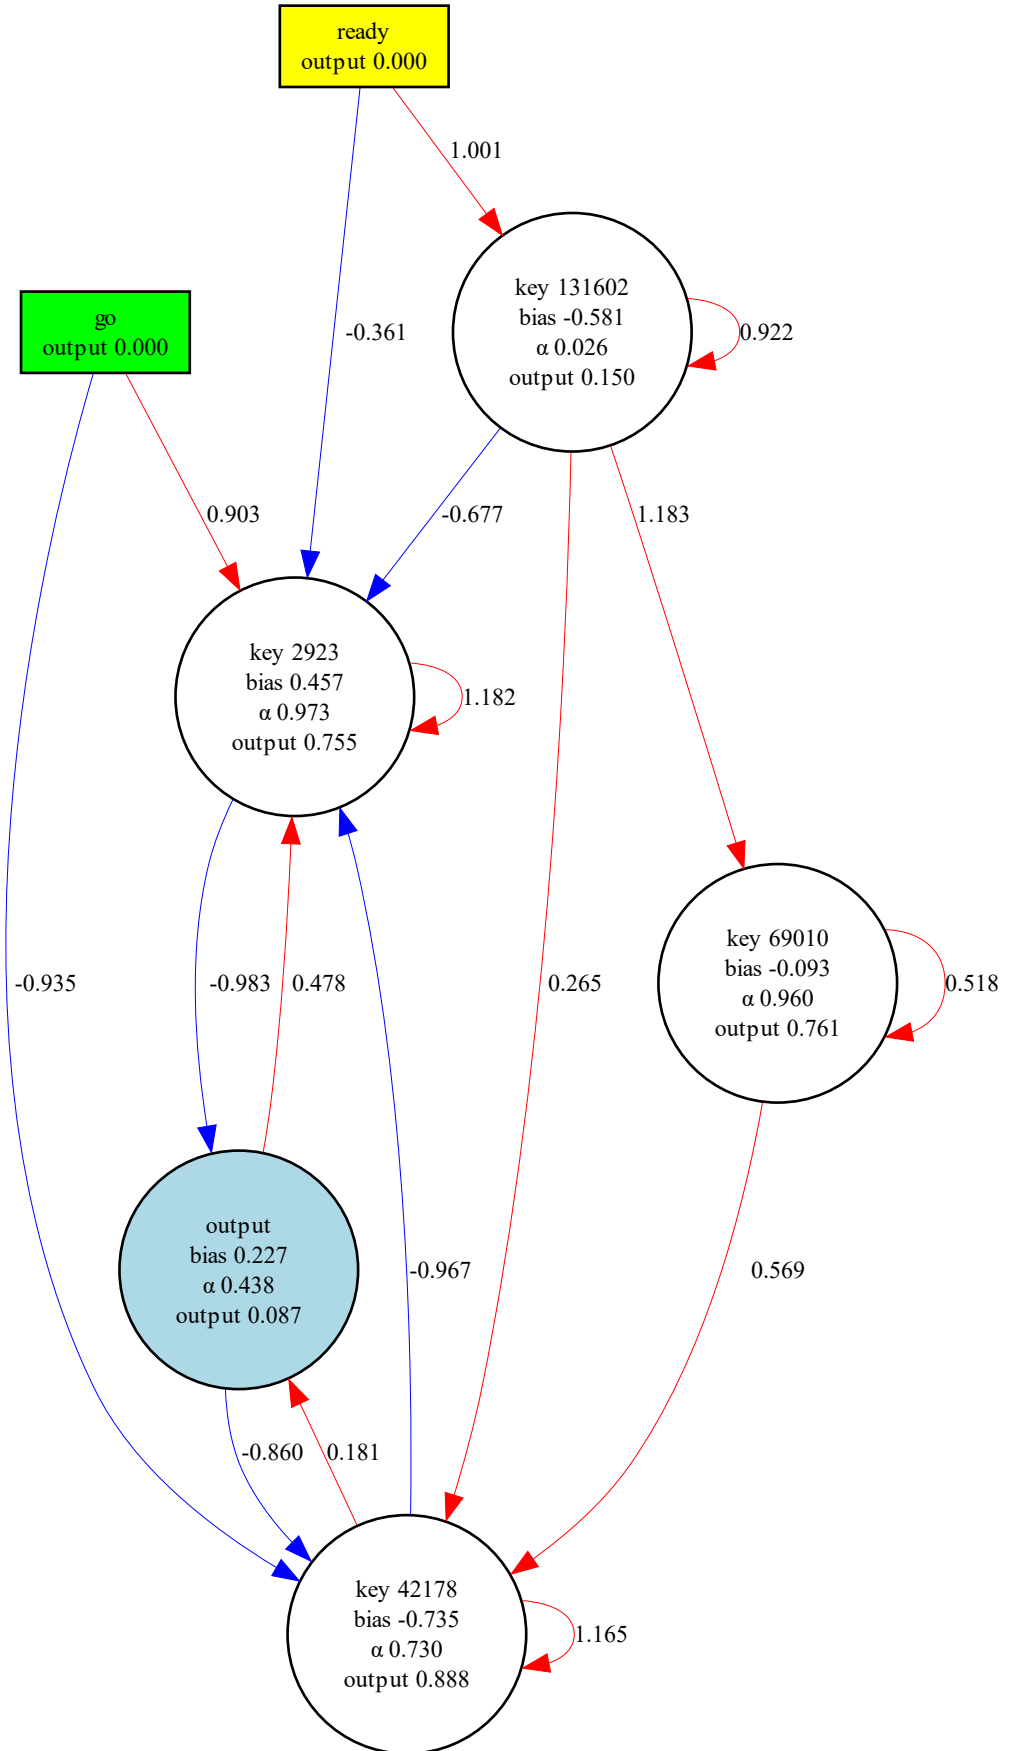 ready
output 0.000
1.001
key 131602
bias -0.581
α 0.026
output 0.150
0.922
go
output 0.000
-0.361
0.903
-0.677
1.183
key 2923
bias 0.457
α 0.973
output 0.755
1.182
key 69010
bias -0.093
α 0.960
output 0.761
0.518
-0.935
-0.983
0.478
0.265
output
bias 0.227
α 0.438
output 0.087
-0.967
0.569
-0.860
0.181
key 42178
bias -0.735
α 0.730
output 0.888
1.165